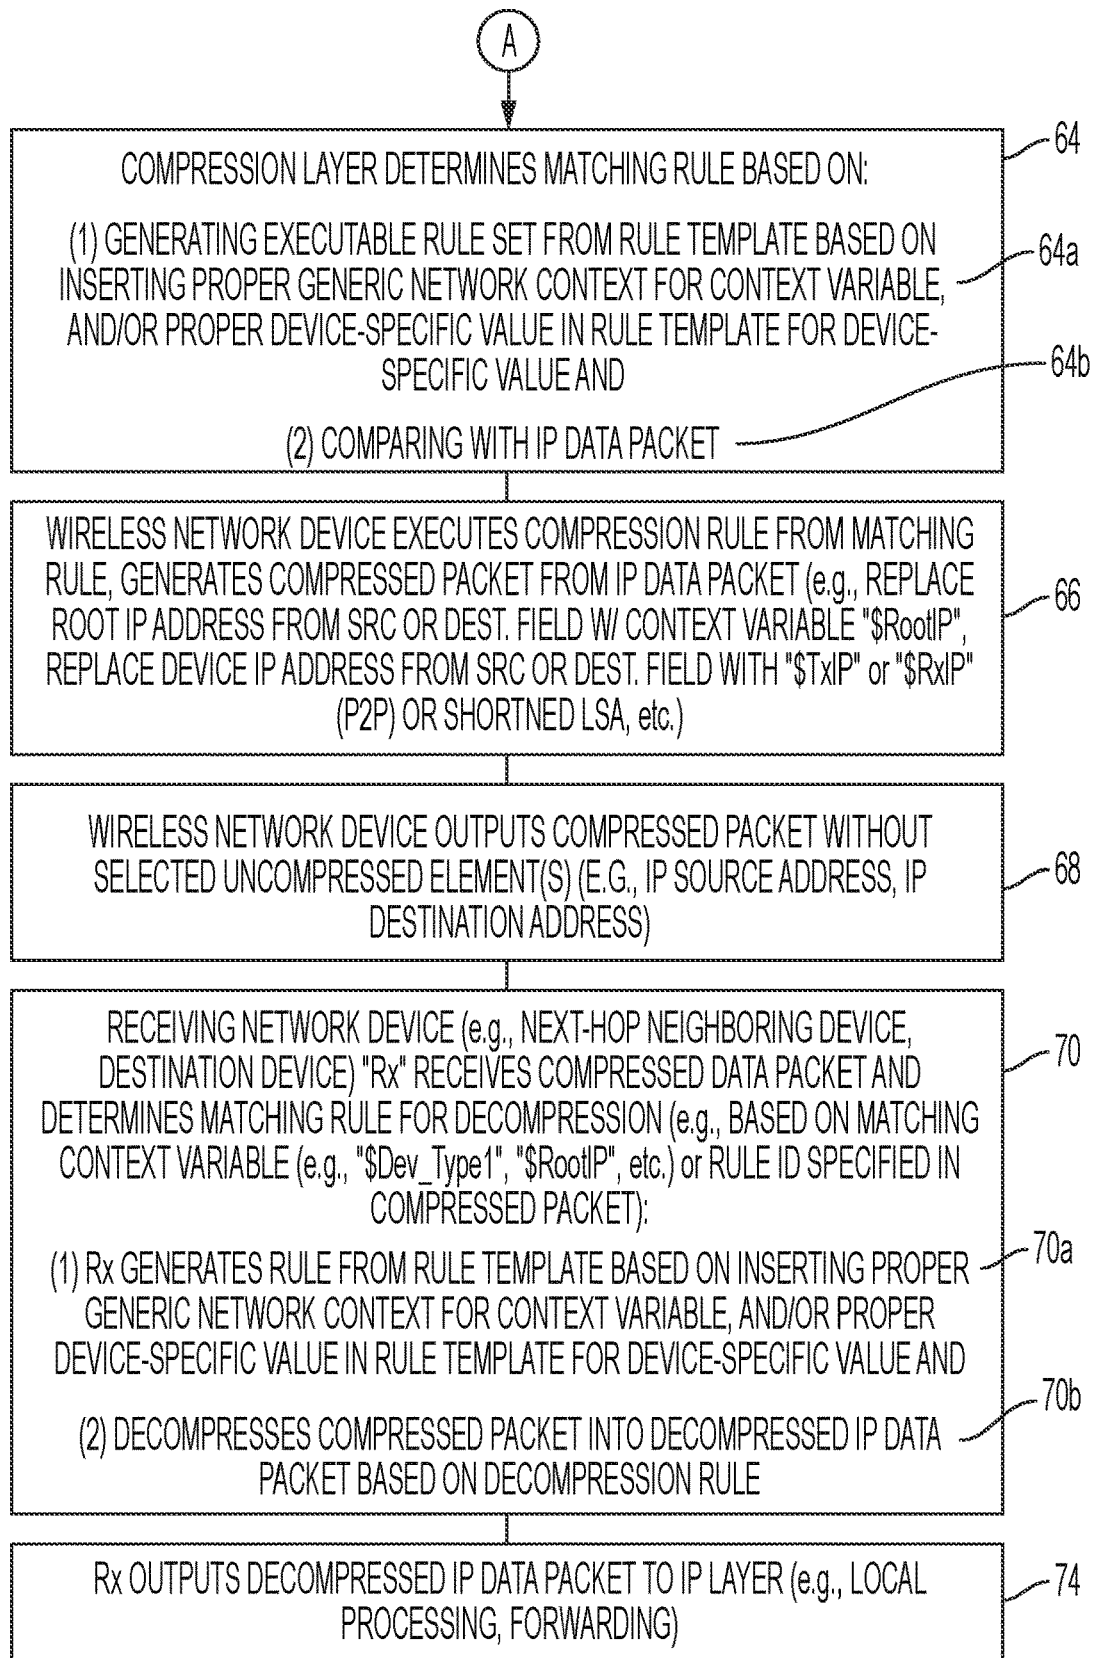 A
64
COMPRESSION LAYER DETERMINES MATCHING RULE BASED ON:
(1) GENERATING EXECUTABLE RULE SET FROM RULE TEMPLATE BASED ON
INSERTING PROPER GENERIC NETWORK CONTEXT FOR CONTEXT VARIABLE,
AND/OR PROPER DEVICE-SPECIFIC VALUE IN RULE TEMPLATE FOR DEVICE-
SPECIFIC VALUE AND
64a
64b
(2) COMPARING WITH IP DATA PACKET
WIRELESS NETWORK DEVICE EXECUTES COMPRESSION RULE FROM MATCHING
RULE, GENERATES COMPRESSED PACKET FROM IP DATA PACKET (e.g., REPLACE
ROOT IP ADDRESS FROM SRC OR DEST. FIELD W/ CONTEXT VARIABLE "$RootIP",
REPLACE DEVICE IP ADDRESS FROM SRC OR DEST. FIELD WITH "$TxIP" or "$RxIP"
(P2P) OR SHORTNED LSA, etc.)
66
WIRELESS NETWORK DEVICE OUTPUTS COMPRESSED PACKET WITHOUT
SELECTED UNCOMPRESSED ELEMENT(S) (E.G., IP SOURCE ADDRESS, IP
DESTINATION ADDRESS)
68
RECEIVING NETWORK DEVICE (e.g., NEXT-HOP NEIGHBORING DEVICE,
DESTINATION DEVICE) "Rx" RECEIVES COMPRESSED DATA PACKET AND
DETERMINES MATCHING RULE FOR DECOMPRESSION (e.g., BASED ON MATCHING
CONTEXT VARIABLE (e.g., "$Dev_Type1", "$RootIP", etc.) or RULE ID SPECIFIED IN
COMPRESSED PACKET):
70
(1) Rx GENERATES RULE FROM RULE TEMPLATE BASED ON INSERTING PROPER
GENERIC NETWORK CONTEXT FOR CONTEXT VARIABLE, AND/OR PROPER
DEVICE-SPECIFIC VALUE IN RULE TEMPLATE FOR DEVICE-SPECIFIC VALUE AND
70a
70b
(2) DECOMPRESSES COMPRESSED PACKET INTO DECOMPRESSED IP DATA
PACKET BASED ON DECOMPRESSION RULE
Rx OUTPUTS DECOMPRESSED IP DATA PACKET TO IP LAYER (e.g., LOCAL
PROCESSING, FORWARDING)
74